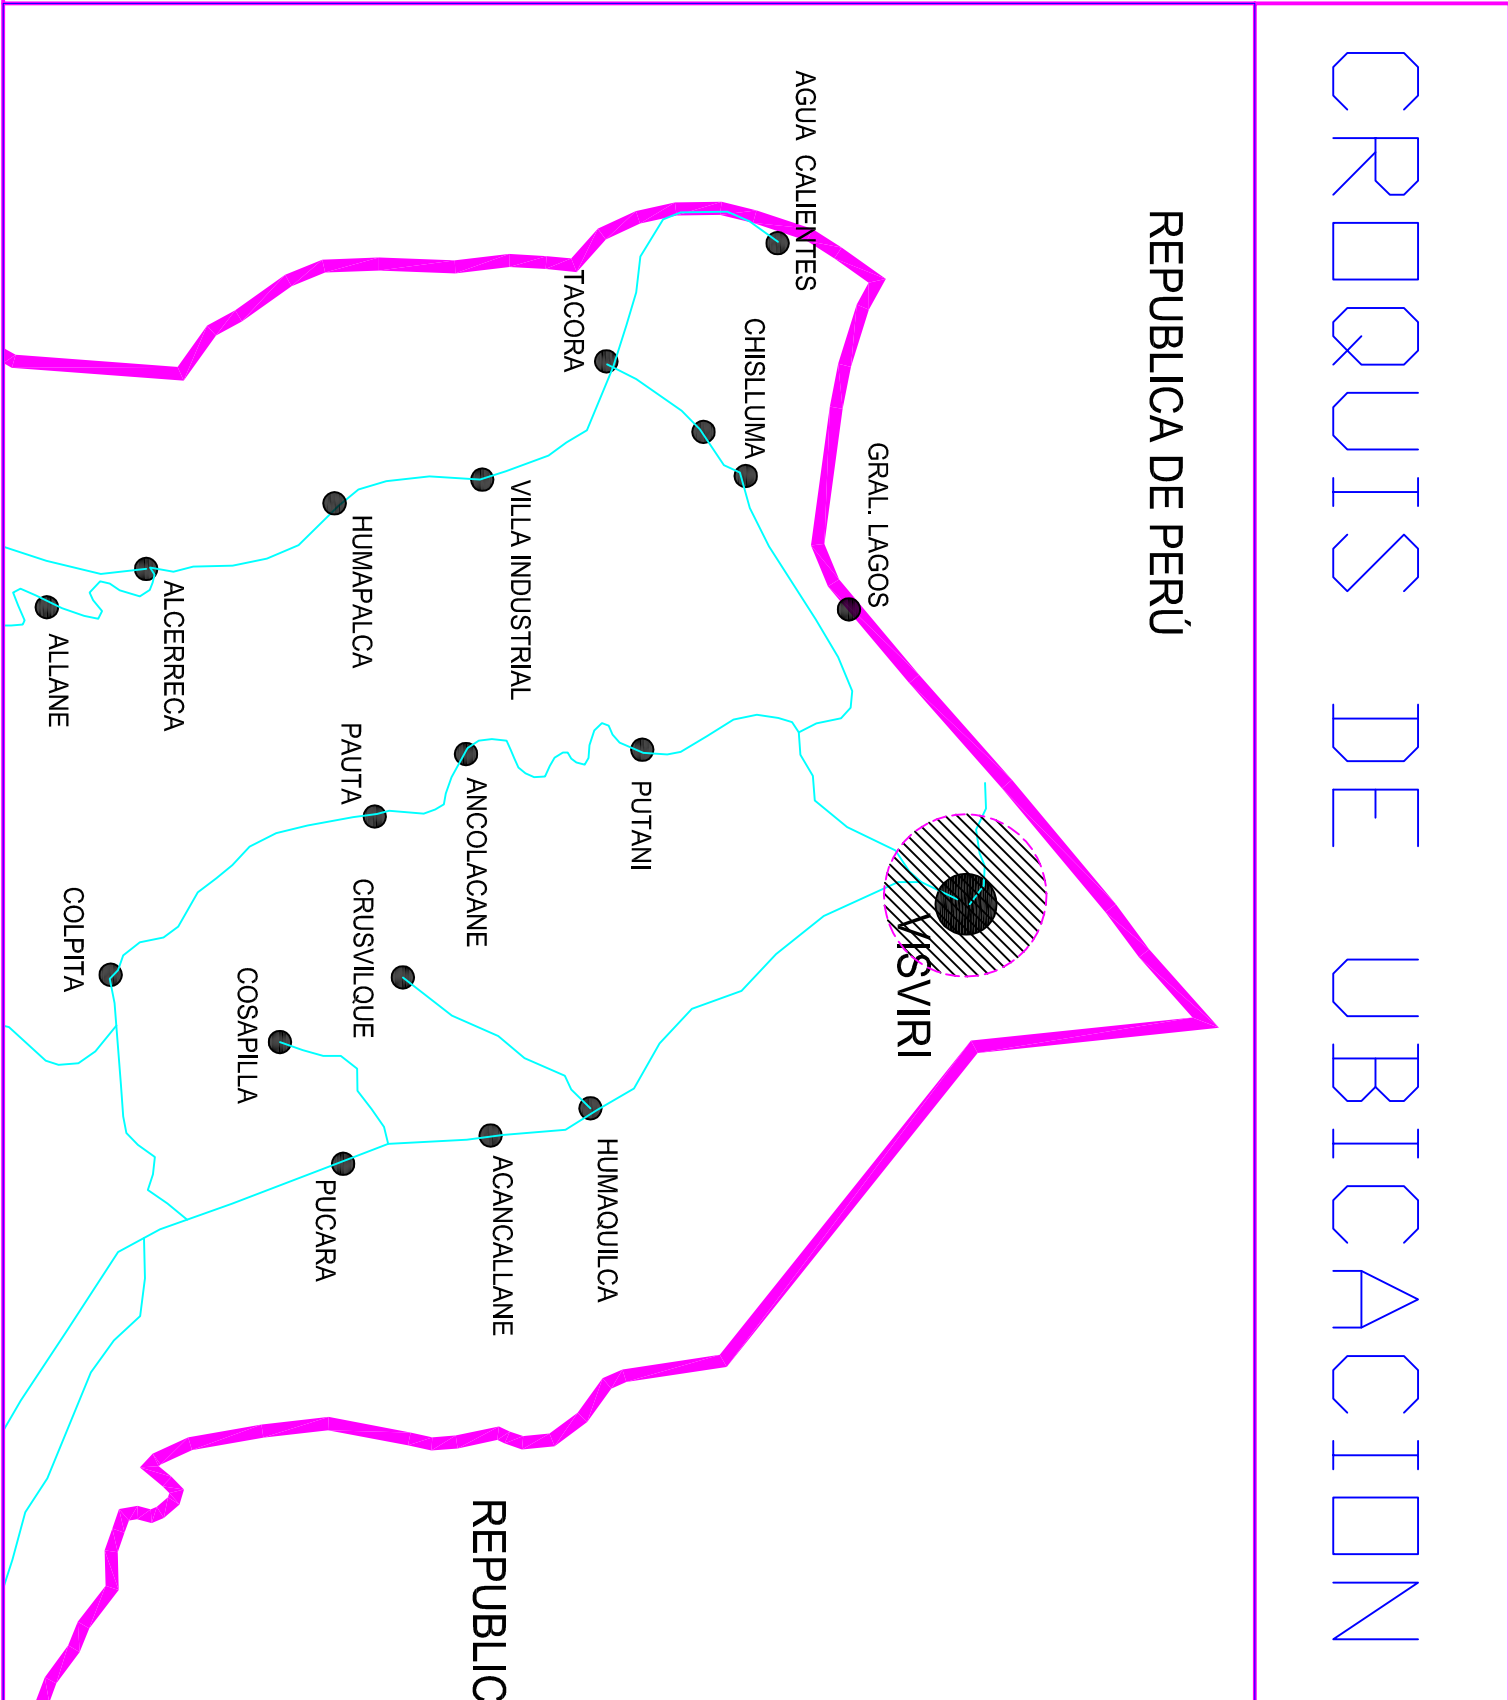 CROQUIS DE UBICACION
REPUBLICA DE PERÚ
VISVIRI
GRAL. LAGOS
AGUA CALIENTES
CHISLLUMA
PUTANI
HUMAQUILCA
TACORA
VILLA INDUSTRIAL
ACANCALLANE
REPUBLIC
ANCOLACANE
HUMAPALCA
CRUSVILQUE
PAUTA
PUCARA
COSAPILLA
ALCERRECA
COLPITA
ALLANE